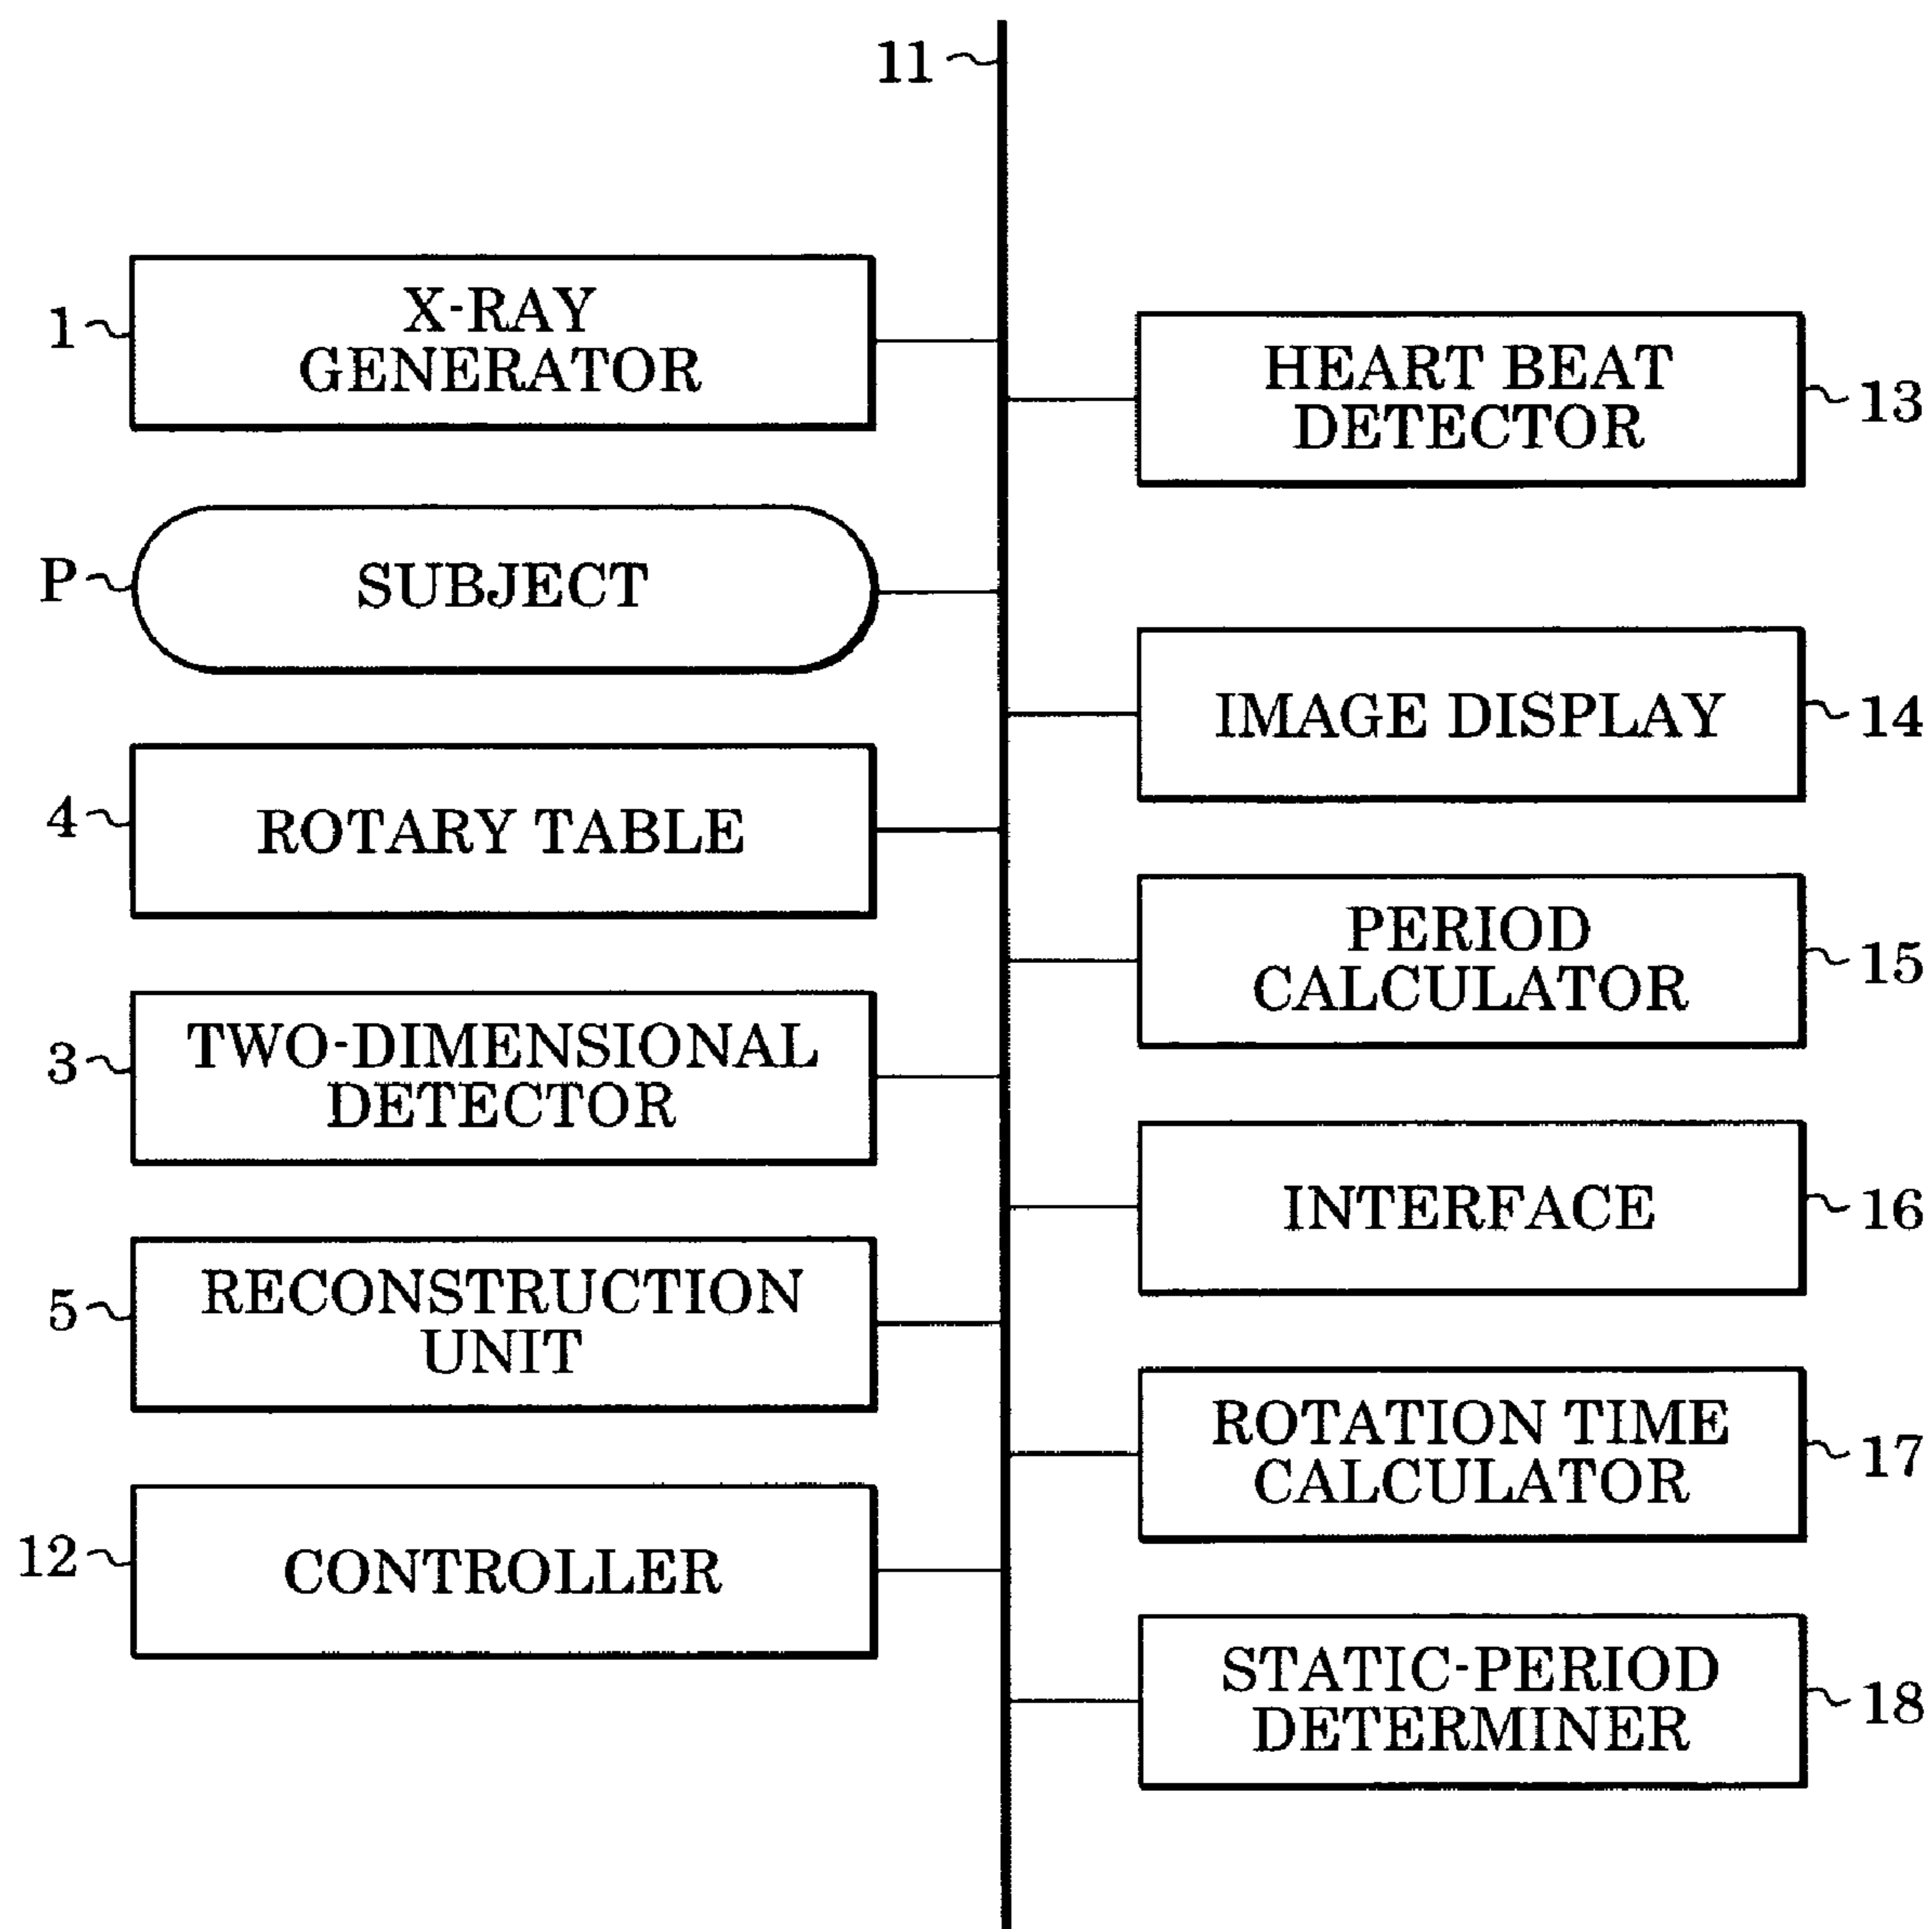 11
1
X-RAY
GENERATOR
P
SUBJECT
4
ROTARY TABLE
3
TWO-DIMENSIONAL
DETECTOR
5
RECONSTRUCTION
UNIT
12
CONTROLLER
HEART BEAT
DETECTOR
13
IMAGE DISPLAY
14
PERIOD
CALCULATOR
15
INTERFACE
16
ROTATION TIME
CALCULATOR
17
STATIC-PERIOD
DETERMINER
18